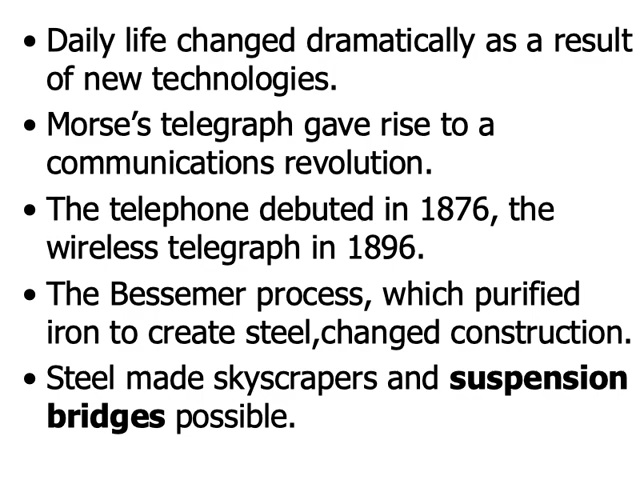 • Daily life changed dramatically as a result
of new technologies.
• Morse’s telegraph gave rise to a
communications revolution.
• The telephone debuted in 1876, the
wireless telegraph in 1896.
• The Bessemer process, which purified
iron to create steel,changed construction.
• Steel made skyscrapers and suspension
bridges possible.